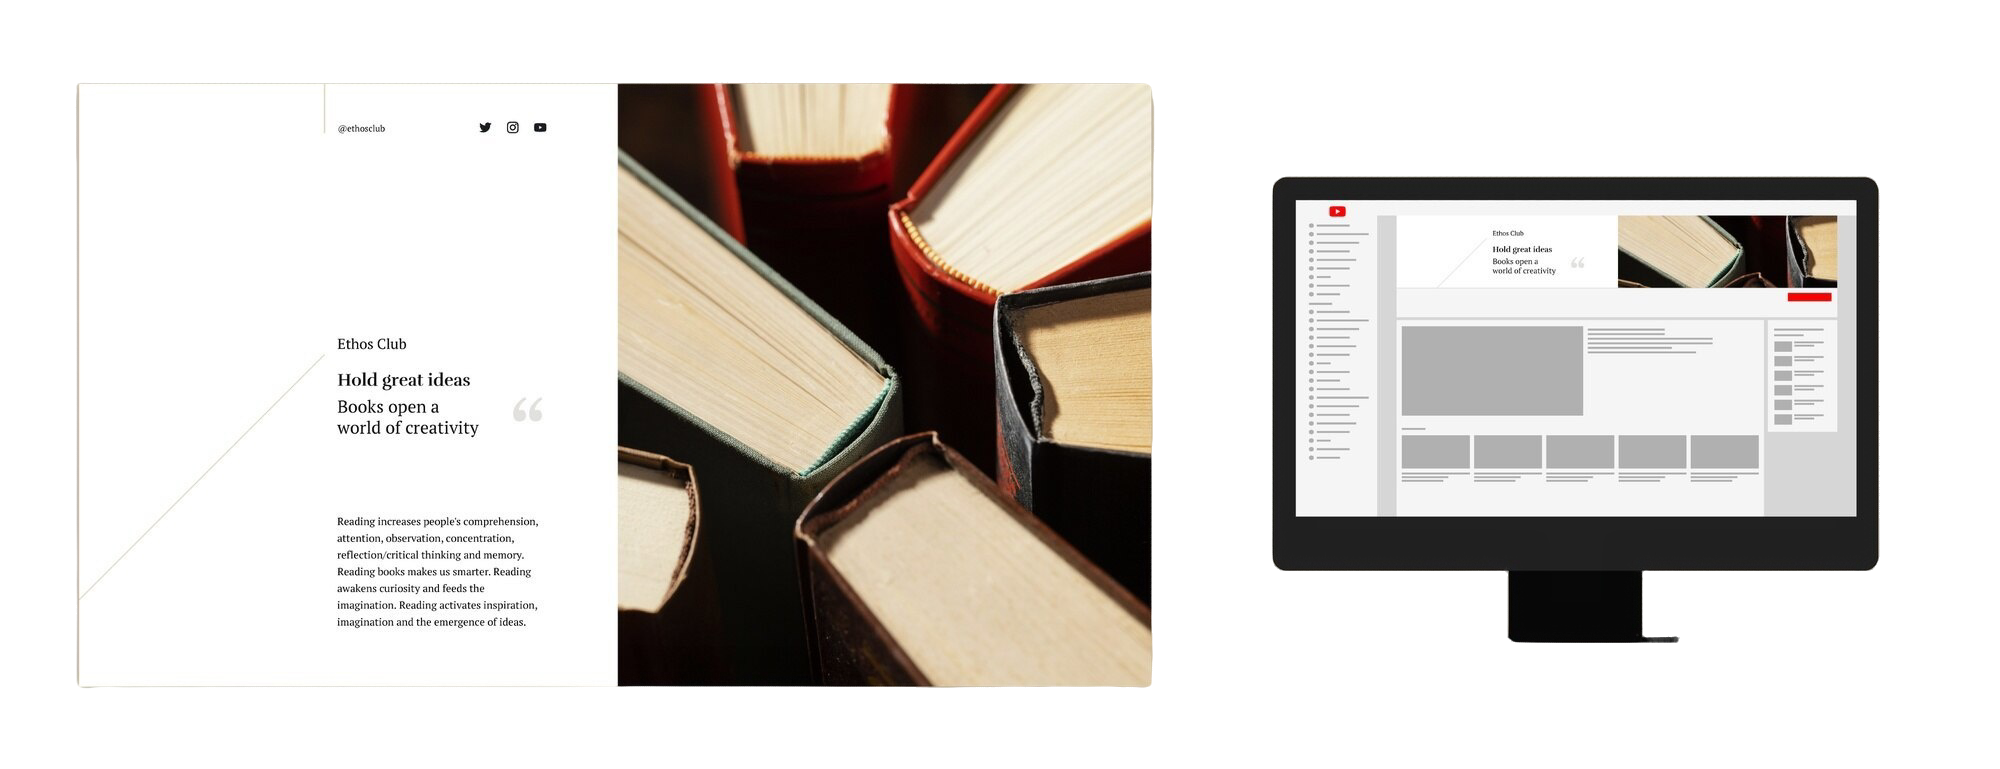 @ethosclub
Ethos Club
Hold great ideas
Books open a
world of creativity
“
Reading increases people's comprehension,
attention, observation, concentration,
reflection/critical thinking and memory.
Reading books makes us smarter. Reading
awakens curiosity and feeds the
imagination. Reading activates inspiration,
imagination and the emergence of ideas.
Ethos Club
Hold great ideas
Books open a
world of creativity
“